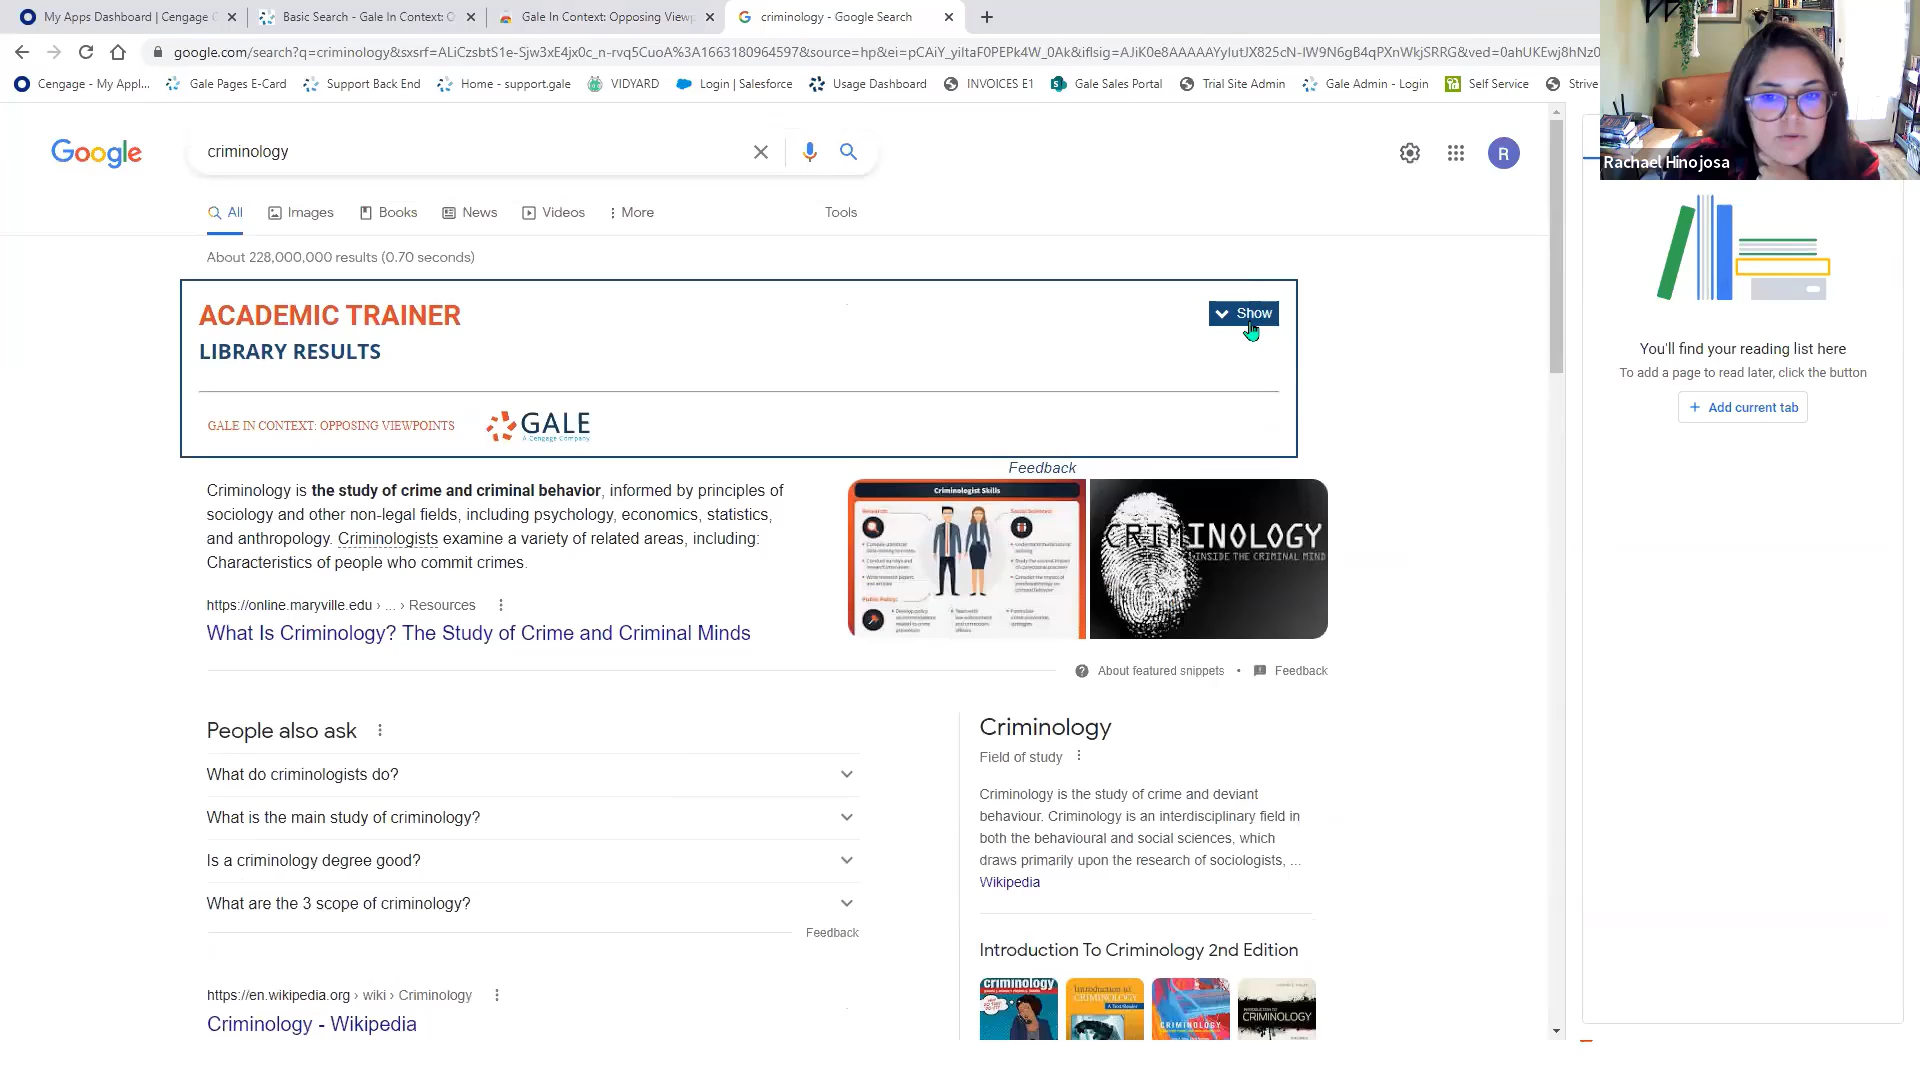 My Apps Dashboard | Cengage
Basic Search - Gale In Context: O
Gale In Context: Opposing View
criminology - Google Search
google.com/search?q=criminology&sxsrf=ALiCzsbtS1e-Sjw3xE4jx0c_n-rvq5CuoA%3A1663180964597&source=hp&ei=pCAiY_yiItaF0PEPk4W_0Ak&iflsig=AJiK0e8AAAAAYyIutJX825cN-IW9N6gB4qPXnWkjSRRG&ved=0ahUKEwj8hNz0
Cengage - My Appl...
Gale Pages E-Card
Support Back End
Home - support.gale
VIDYARD
Login | Salesforce
Usage Dashboard
INVOICES E1
Gale Sales Portal
Trial Site Admin
Gale Admin - Login
Self Service
Strive
Rachael Hinojosa
Google
criminology
R
All
Images
Books
News
Videos
More
Tools
About 228,000,000 results (0.70 seconds)
ACADEMIC TRAINER
Show
LIBRARY RESULTS
GALE IN CONTEXT: OPPOSING VIEWPOINTS
GALE
A Cengage Company
Feedback
Criminology is the study of crime and criminal behavior, informed by principles of
sociology and other non-legal fields, including psychology, economics, statistics,
and anthropology. Criminologists examine a variety of related areas, including:
Characteristics of people who commit crimes.
https://online.maryville.edu › ... › Resources
What Is Criminology? The Study of Crime and Criminal Minds
Criminologist Skills
Research:
Social Sciences:
Public Policy:
CRIMINOLOGY
INSIDE THE CRIMINAL MIND
About featured snippets • Feedback
People also ask
What do criminologists do?
What is the main study of criminology?
Is a criminology degree good?
What are the 3 scope of criminology?
Feedback
https://en.wikipedia.org › wiki › Criminology
Criminology - Wikipedia
Criminology
Field of study
Criminology is the study of crime and deviant
behaviour. Criminology is an interdisciplinary field in
both the behavioural and social sciences, which
draws primarily upon the research of sociologists, ...
Wikipedia
Introduction To Criminology 2nd Edition
criminology
Introduction to
CRIMINOLOGY
CRIMINOLOGY
INTRODUCTION TO
CRIMINOLOGY
You'll find your reading list here
To add a page to read later, click the button
Add current tab